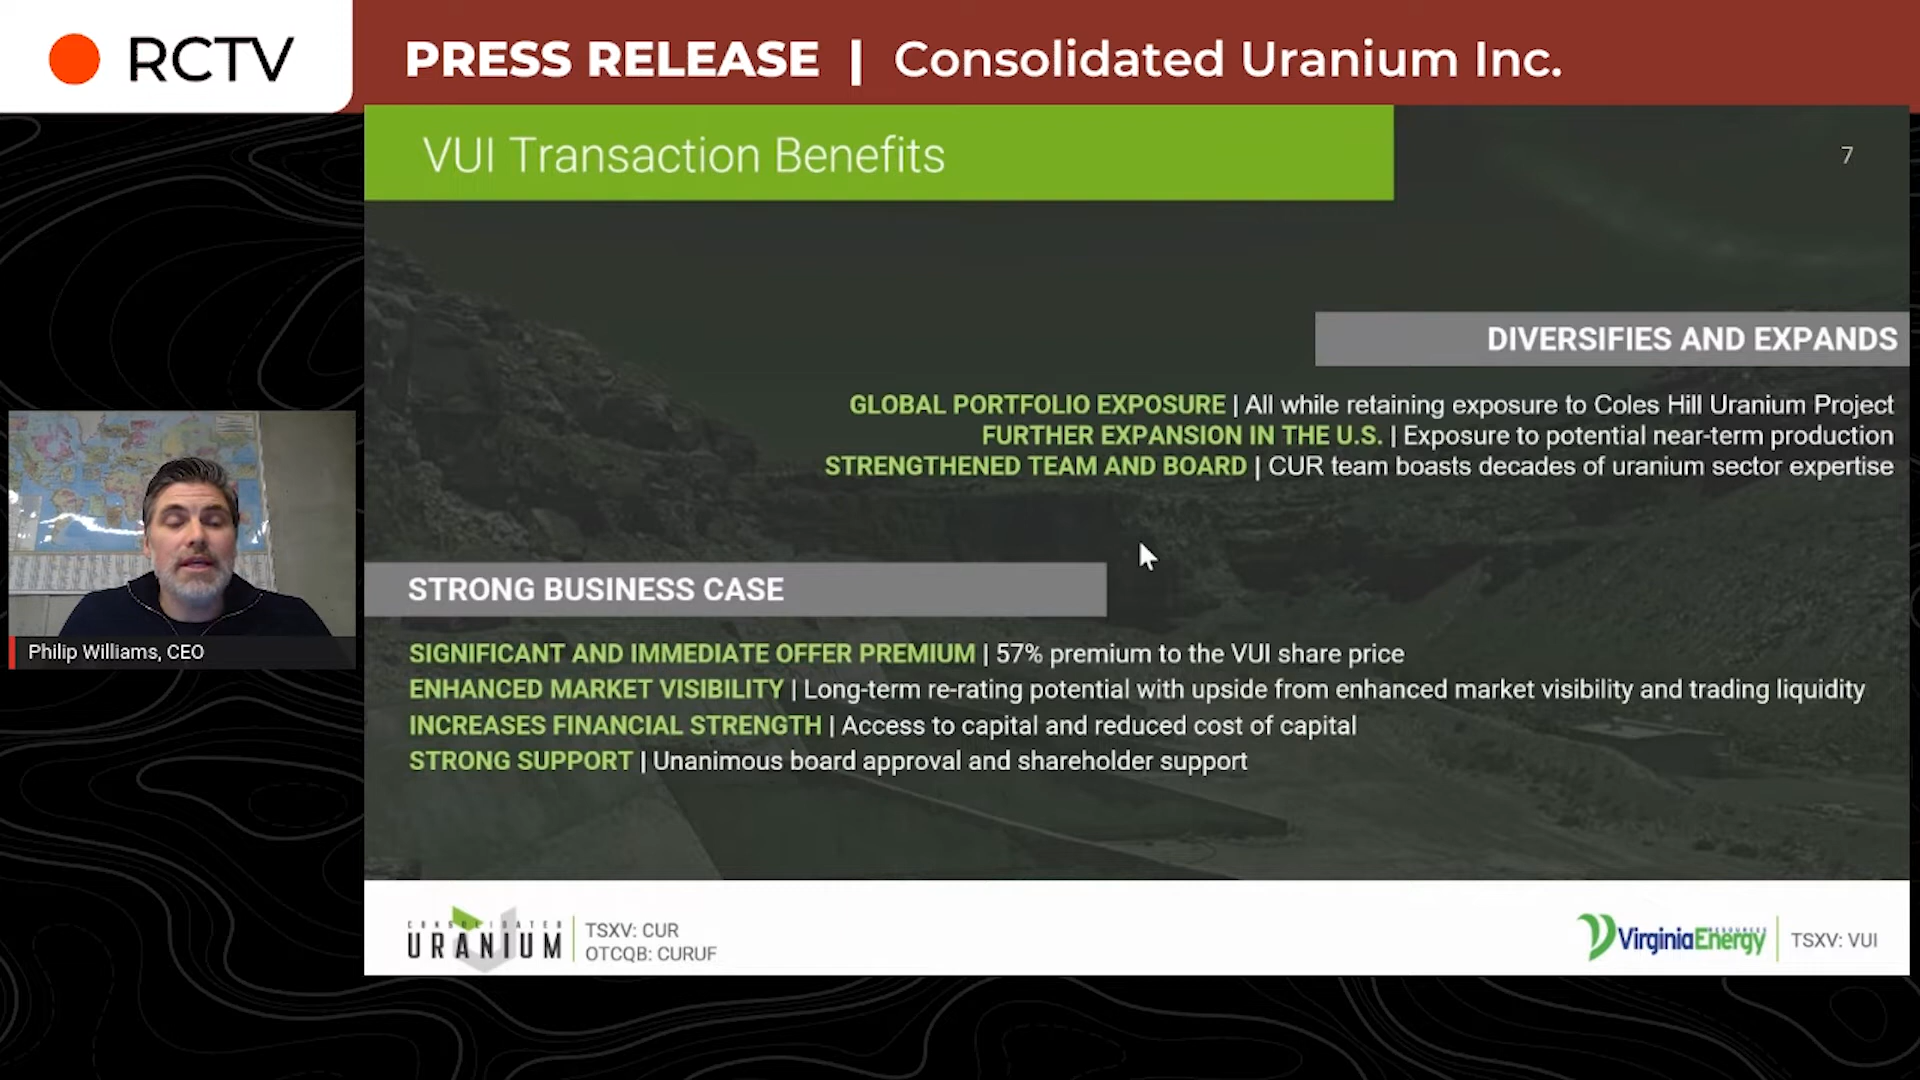 RCTV
PRESS RELEASE | Consolidated Uranium Inc.
VUI Transaction Benefits
7
DIVERSIFIES AND EXPANDS
GLOBAL PORTFOLIO EXPOSURE | All while retaining exposure to Coles Hill Uranium Project
FURTHER EXPANSION IN THE U.S. | Exposure to potential near-term production
STRENGTHENED TEAM AND BOARD | CUR team boasts decades of uranium sector expertise
Philip Williams, CEO
STRONG BUSINESS CASE
SIGNIFICANT AND IMMEDIATE OFFER PREMIUM | 57% premium to the VUI share price
ENHANCED MARKET VISIBILITY | Long-term re-rating potential with upside from enhanced market visibility and trading liquidity
INCREASES FINANCIAL STRENGTH | Access to capital and reduced cost of capital
STRONG SUPPORT | Unanimous board approval and shareholder support
CONSOLIDATED
URANIUM
TSXV: CUR
OTCQB: CURUF
VirginiaEnergy
RESOURCES
TSXV: VUI